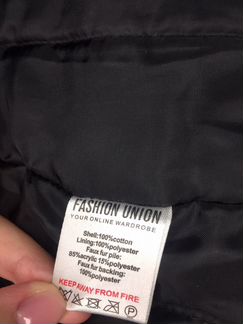 FASHION UNION
YOUR ONLINE WARDROBE
Shell:100%cotton
Lining:100%polyester
Faux fur pile:
85%acrylic 15%polyester
Faux fur backing:
100%polyester
KEEP AWAY FROM FIRE
P